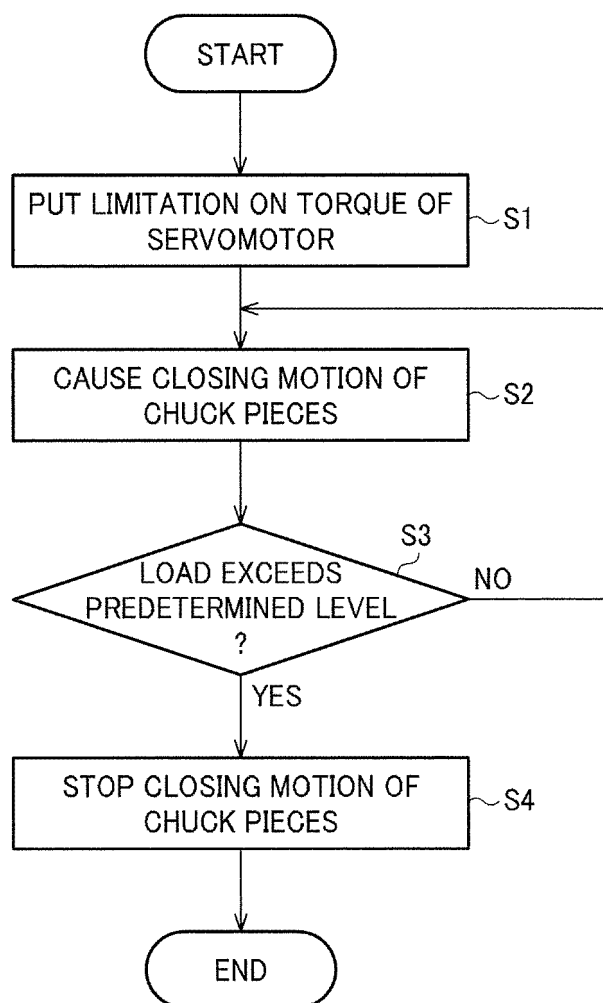 START
PUT LIMITATION ON TORQUE OF
SERVOMOTOR
S1
CAUSE CLOSING MOTION OF
CHUCK PIECES
S2
S3
LOAD EXCEEDS
PREDETERMINED LEVEL
?
NO
YES
STOP CLOSING MOTION OF
CHUCK PIECES
S4
END